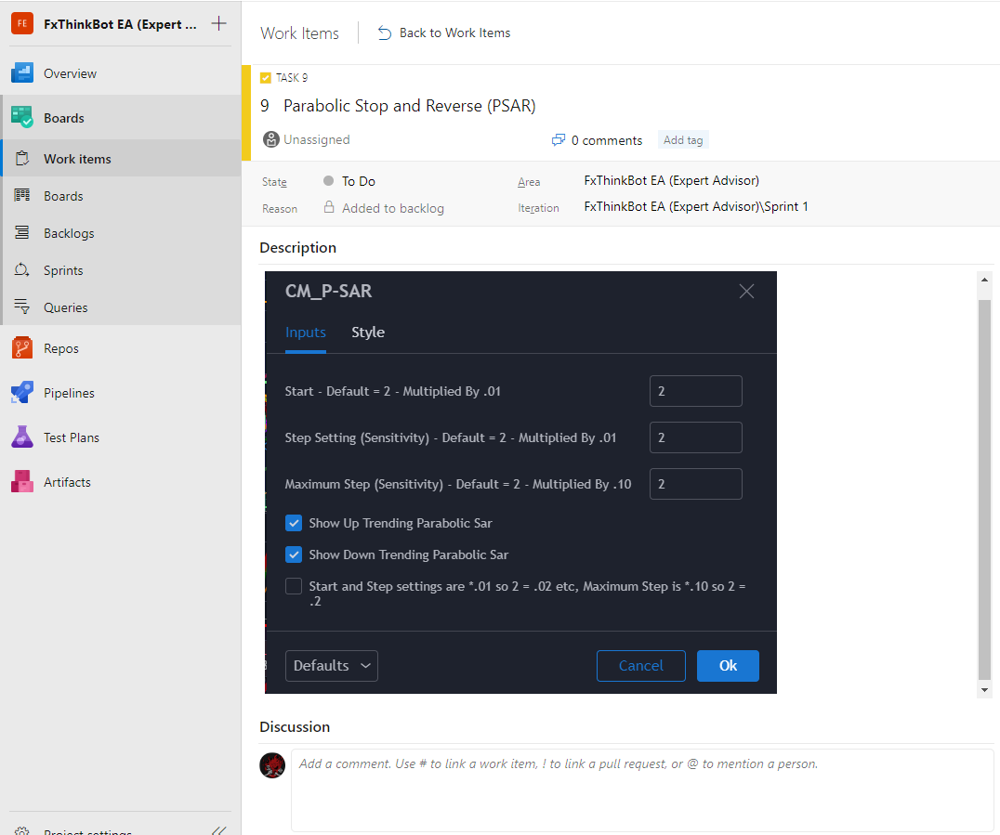 FE
FxThinkBot EA (Expert ...
Overview
Boards
Work items
Boards
Backlogs
Sprints
Queries
Repos
Pipelines
Test Plans
Artifacts
Project settings
Work Items
Back to Work Items
TASK 9
9 Parabolic Stop and Reverse (PSAR)
Unassigned
0 comments
Add tag
State
To Do
Area
FxThinkBot EA (Expert Advisor)
Reason
Added to backlog
Iteration
FxThinkBot EA (Expert Advisor)\Sprint 1
Description
CM_P-SAR
Inputs
Style
Start - Default = 2 - Multiplied By .01
2
Step Setting (Sensitivity) - Default = 2 - Multiplied By .01
2
Maximum Step (Sensitivity) - Default = 2 - Multiplied By .10
2
Show Up Trending Parabolic Sar
Show Down Trending Parabolic Sar
Start and Step settings are *.01 so 2 = .02 etc, Maximum Step is *.10 so 2 =
.2
Defaults
Cancel
Ok
Discussion
Add a comment. Use # to link a work item, ! to link a pull request, or @ to mention a person.